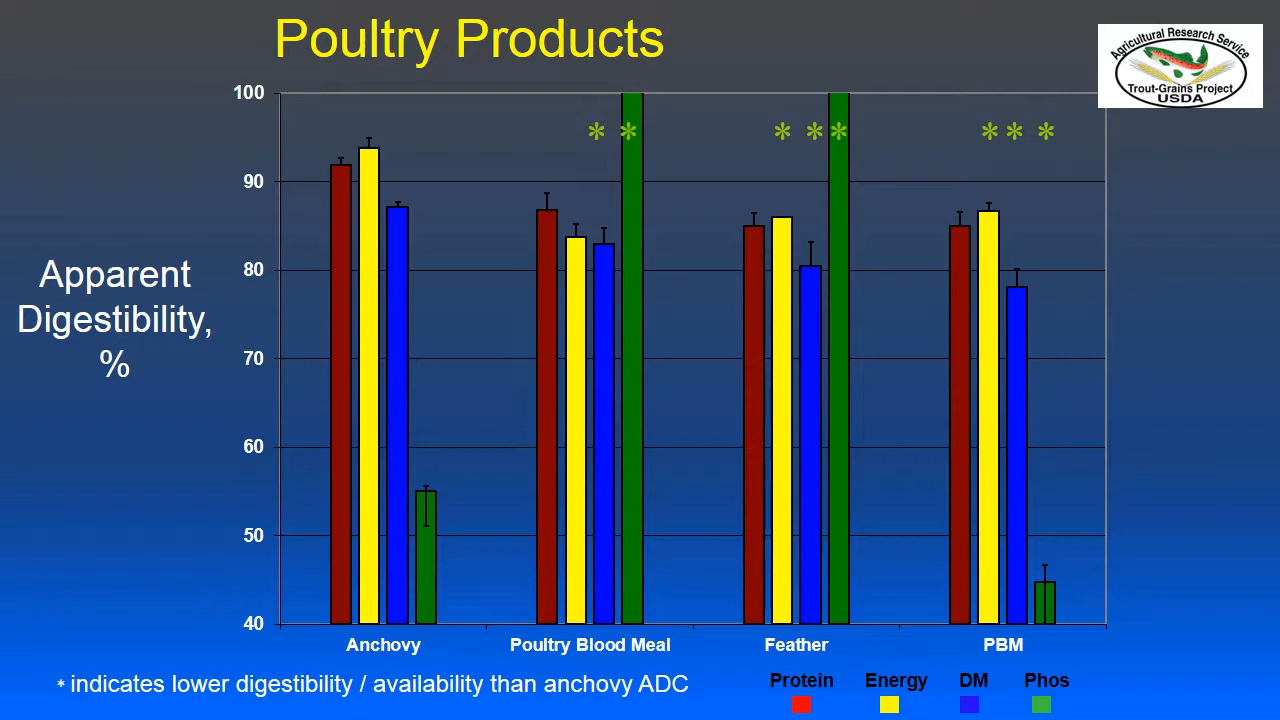 Poultry Products
Agricultural Research Service
Trout-Grains Project
USDA
100
90
80
70
60
50
40
Apparent
Digestibility,
%
* *
* * *
* * *
Anchovy Poultry Blood Meal Feather PBM
* indicates lower digestibility / availability than anchovy ADC
Protein Energy DM Phos